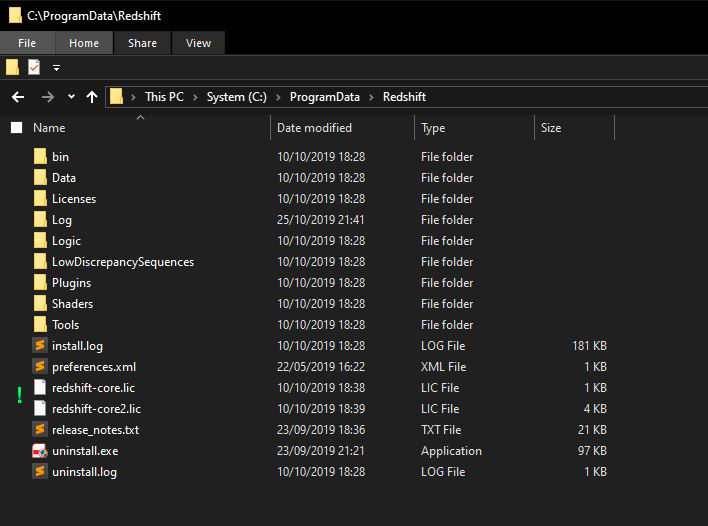 C:\ProgramData\Redshift
File Home Share View
This PC > System (C:) > ProgramData > Redshift
Name Date modified Type Size
bin 10/10/2019 18:28 File folder
Data 10/10/2019 18:28 File folder
Licenses 10/10/2019 18:28 File folder
Log 25/10/2019 21:41 File folder
Logic 10/10/2019 18:28 File folder
LowDiscrepancySequences 10/10/2019 18:28 File folder
Plugins 10/10/2019 18:28 File folder
Shaders 10/10/2019 18:28 File folder
Tools 10/10/2019 18:28 File folder
install.log 10/10/2019 18:28 LOG File 181 KB
preferences.xml 22/05/2019 16:22 XML File 1 KB
! redshift-core.lic 10/10/2019 18:38 LIC File 1 KB
redshift-core2.lic 10/10/2019 18:39 LIC File 4 KB
release_notes.txt 23/09/2019 18:36 TXT File 21 KB
uninstall.exe 23/09/2019 21:21 Application 97 KB
uninstall.log 10/10/2019 18:28 LOG File 1 KB